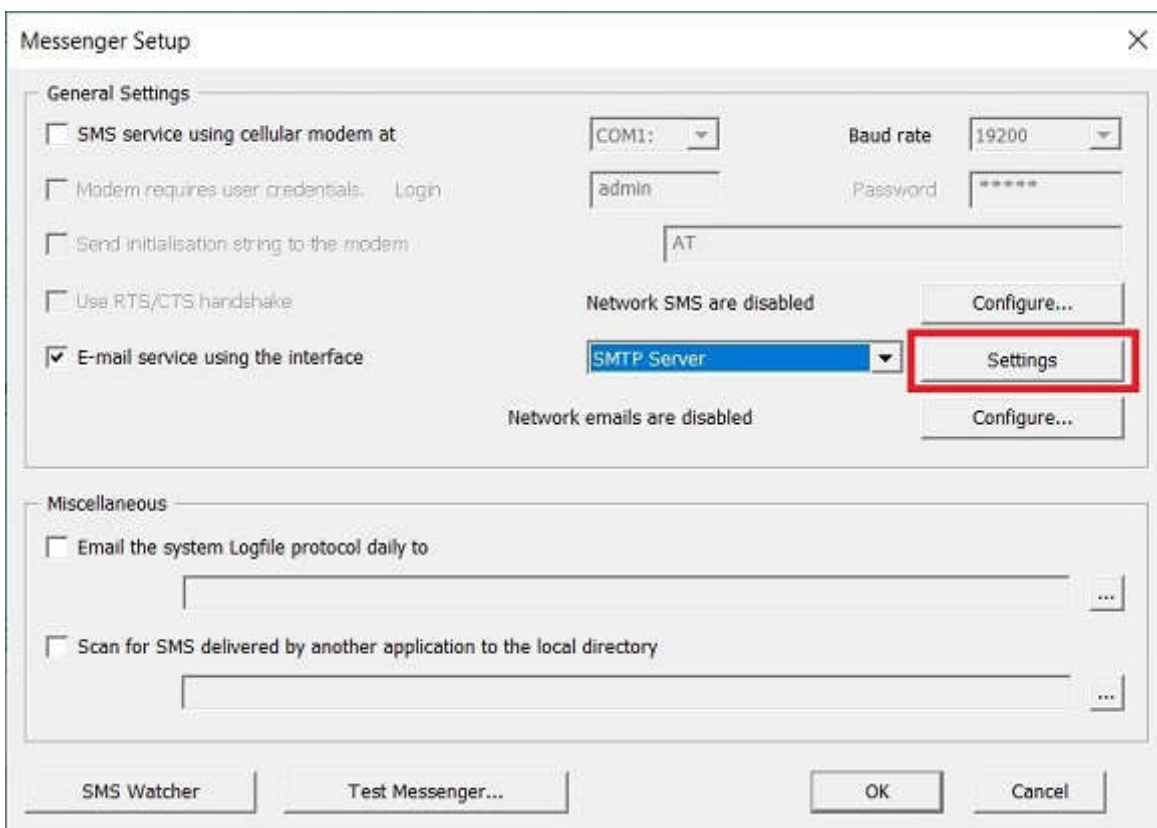 Messenger Setup
General Settings
SMS service using cellular modem at COM1: Baud rate 19200
Modem requires user credentials. Login admin Password *****
Send initialisation string to the modem AT
Use RTS/CTS handshake Network SMS are disabled Configure...
E-mail service using the interface SMTP Server Settings
Network emails are disabled Configure...
Miscellaneous
Email the system Logfile protocol daily to
...
Scan for SMS delivered by another application to the local directory
...
SMS Watcher Test Messenger... OK Cancel